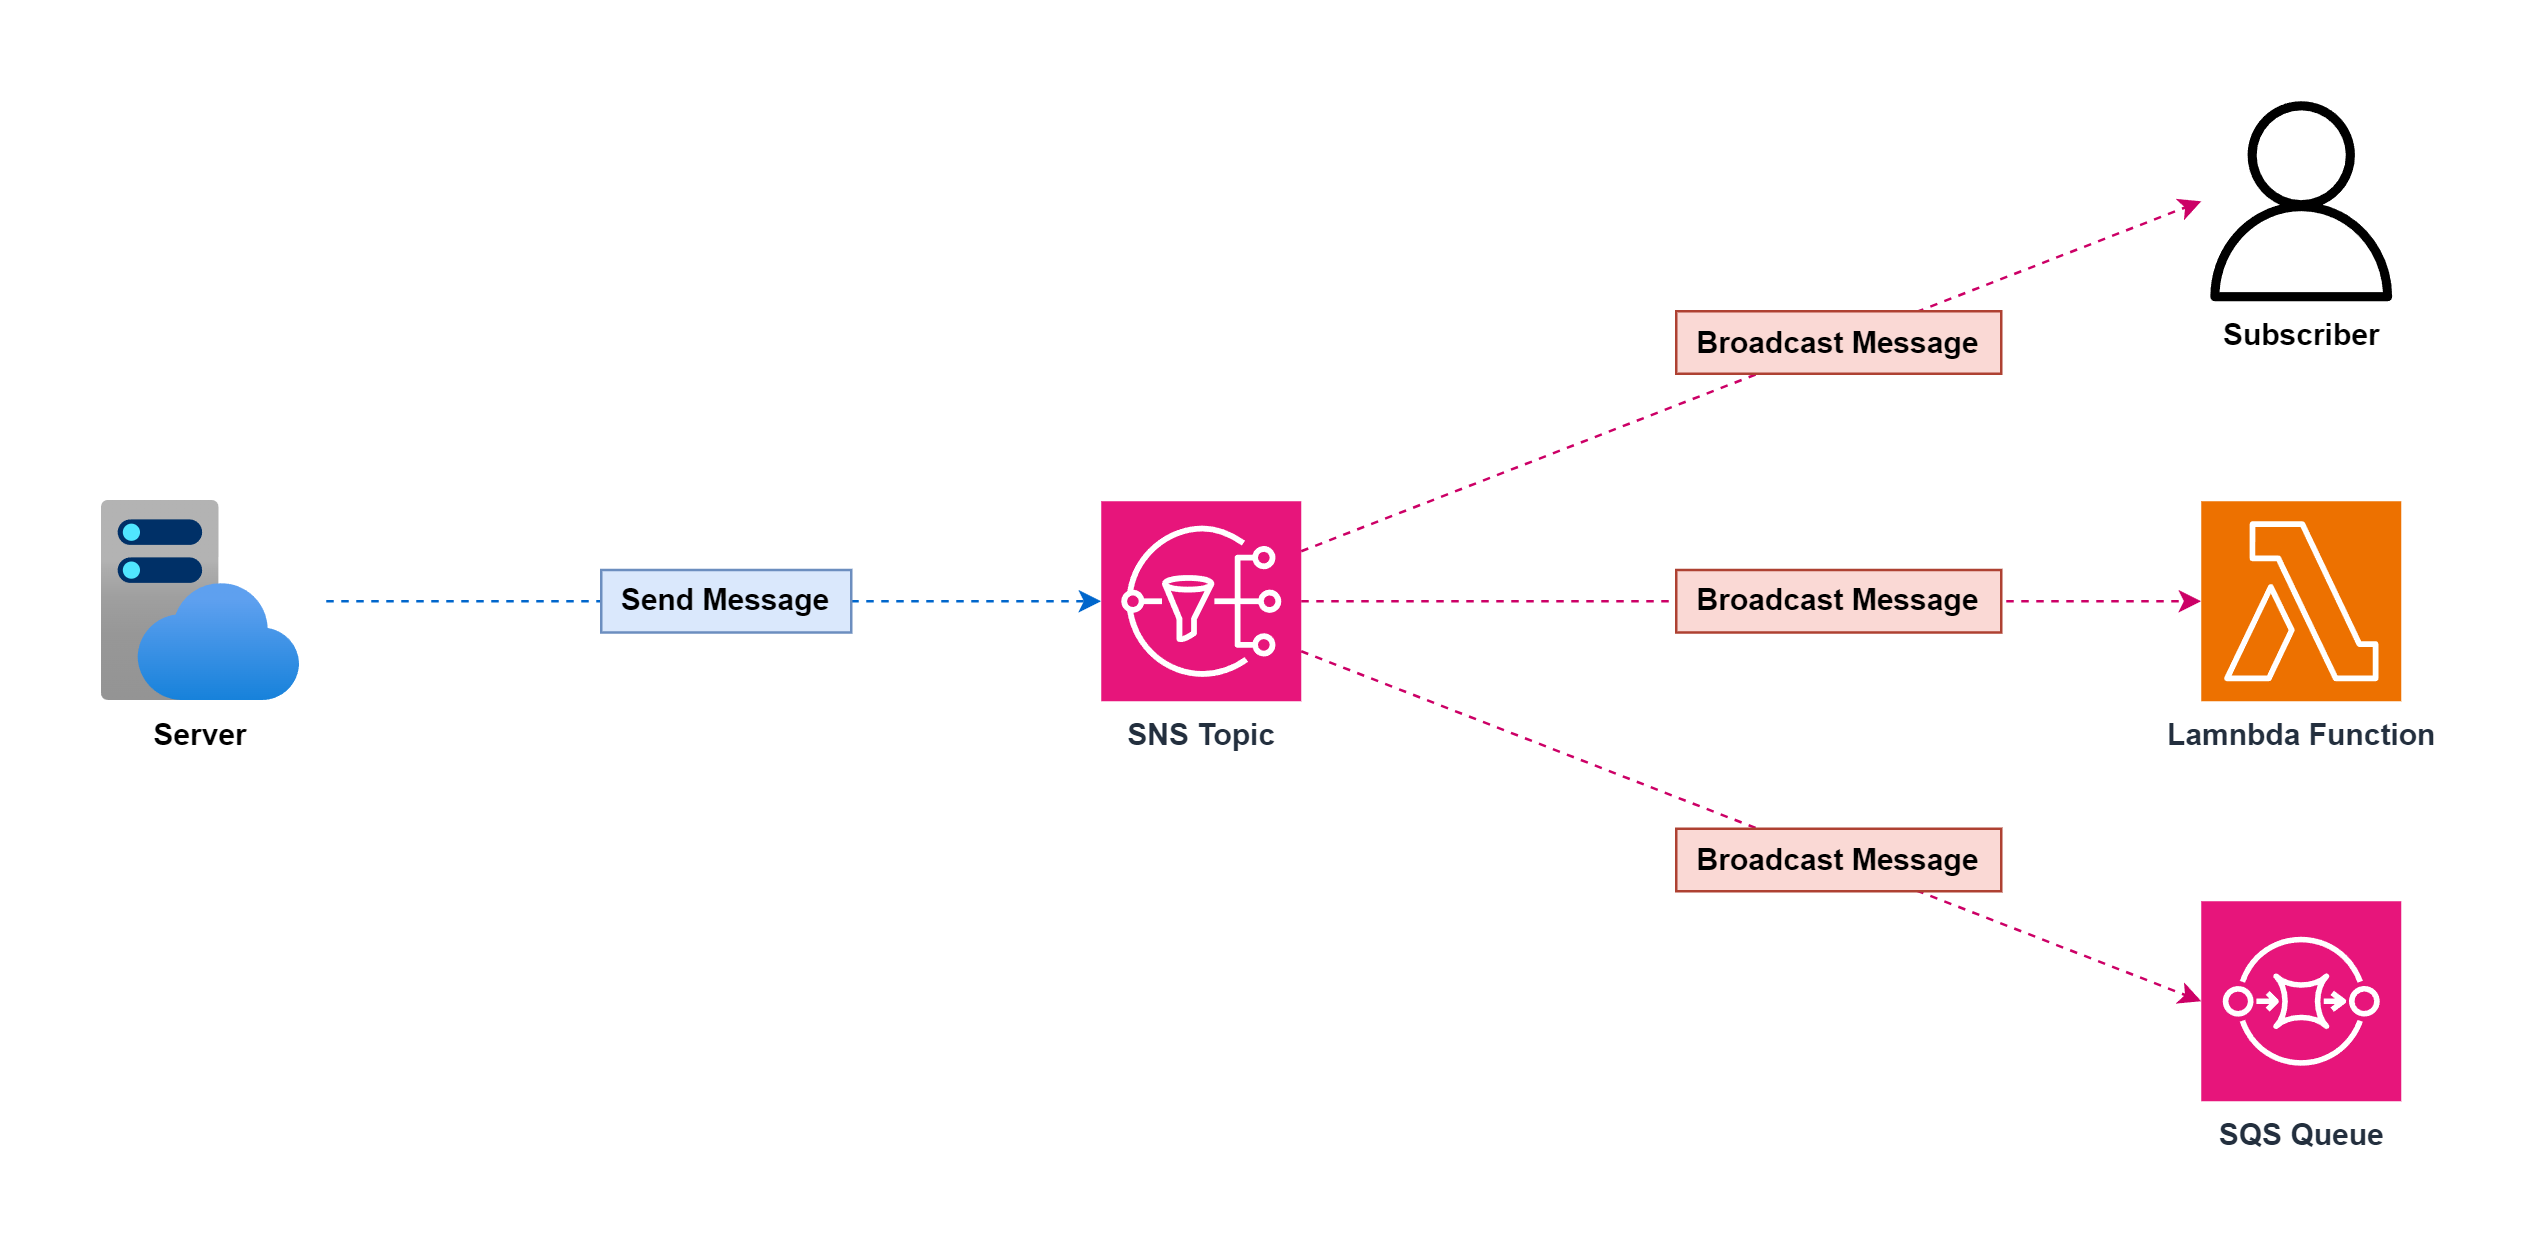 Subscriber
Broadcast Message
Server
Send Message
SNS Topic
Broadcast Message
Lamnbda Function
Broadcast Message
SQS Queue